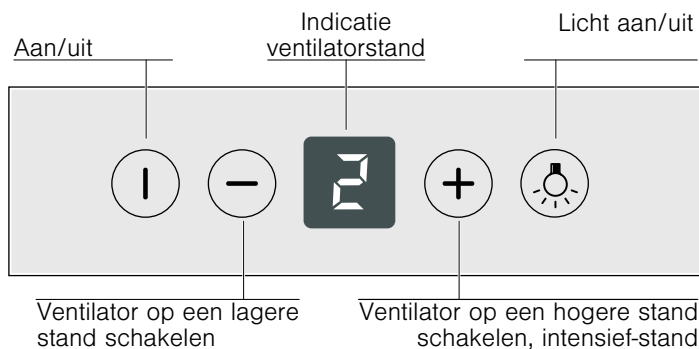 Indicatie
ventilatorstand
Aan/uit
Licht aan/uit
2
Ventilator op een lagere
stand schakelen
Ventilator op een hogere stand
schakelen, intensief-stand